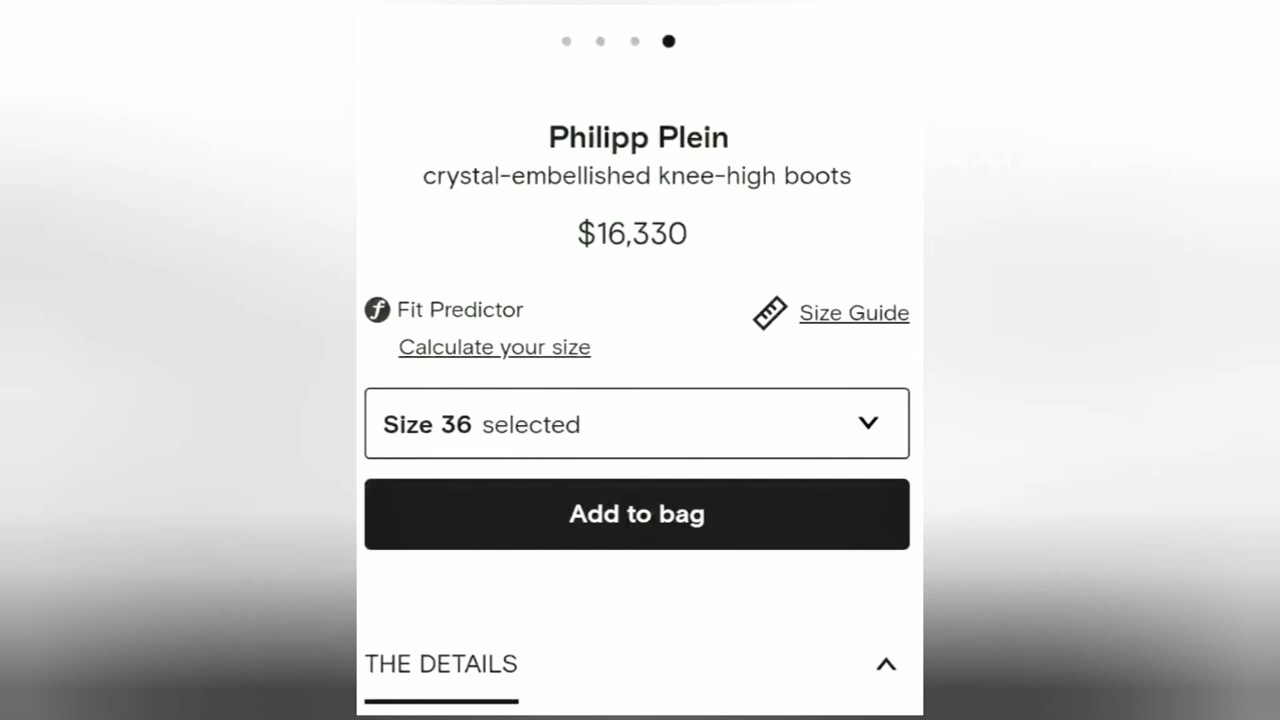 Philipp Plein
crystal-embellished knee-high boots
$16,330
Fit Predictor
Size Guide
Calculate your size
Size 36 selected
Add to bag
THE DETAILS